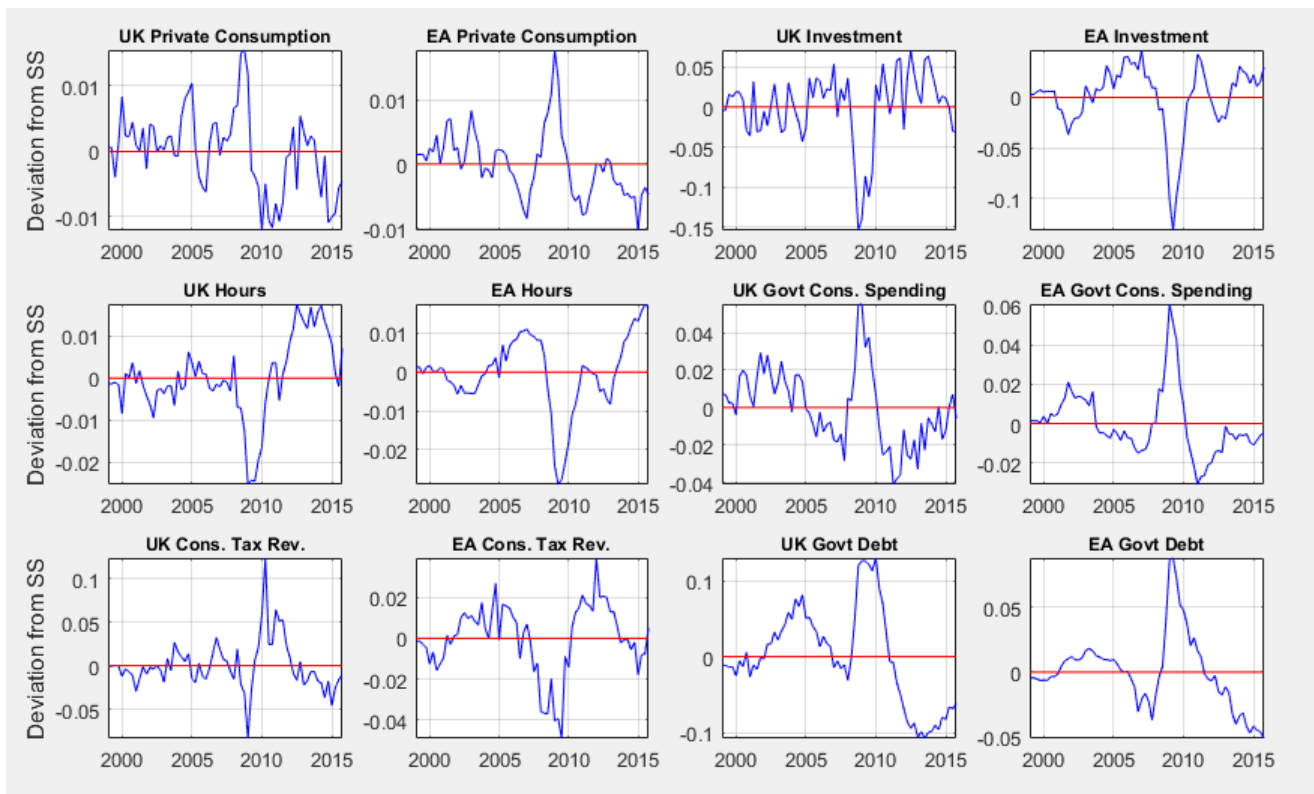 UK Private Consumption
Deviation from SS
0.01
0
-0.01
2000 2005 2010 2015
EA Private Consumption
0.01
0
-0.01
2000 2005 2010 2015
UK Investment
0.05
0
-0.05
-0.1
-0.15
2000 2005 2010 2015
EA Investment
0
-0.05
-0.1
2000 2005 2010 2015
UK Hours
Deviation from SS
0.01
0
-0.01
-0.02
2000 2005 2010 2015
EA Hours
0.01
0
-0.01
-0.02
2000 2005 2010 2015
UK Govt Cons. Spending
0.04
0.02
0
-0.02
-0.04
2000 2005 2010 2015
EA Govt Cons. Spending
0.06
0.04
0.02
0
-0.02
2000 2005 2010 2015
UK Cons. Tax Rev.
Deviation from SS
0.1
0.05
0
-0.05
2000 2005 2010 2015
EA Cons. Tax Rev.
0.02
0
-0.02
-0.04
2000 2005 2010 2015
UK Govt Debt
0.1
0
-0.1
2000 2005 2010 2015
EA Govt Debt
0.05
0
-0.05
2000 2005 2010 2015